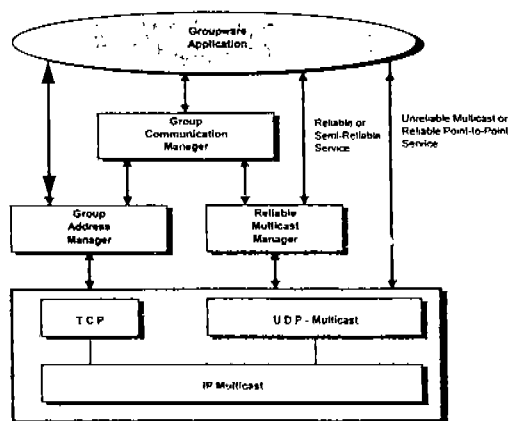 Groupware
Application
Group
Communication
Manager
Reliable or
Semi-Reliable
Service
Unreliable Multicast or
Reliable Point-to-Point
Service
Group
Address
Manager
Reliable
Multicast
Manager
TCP
UDP - Multicast
IP Multicast